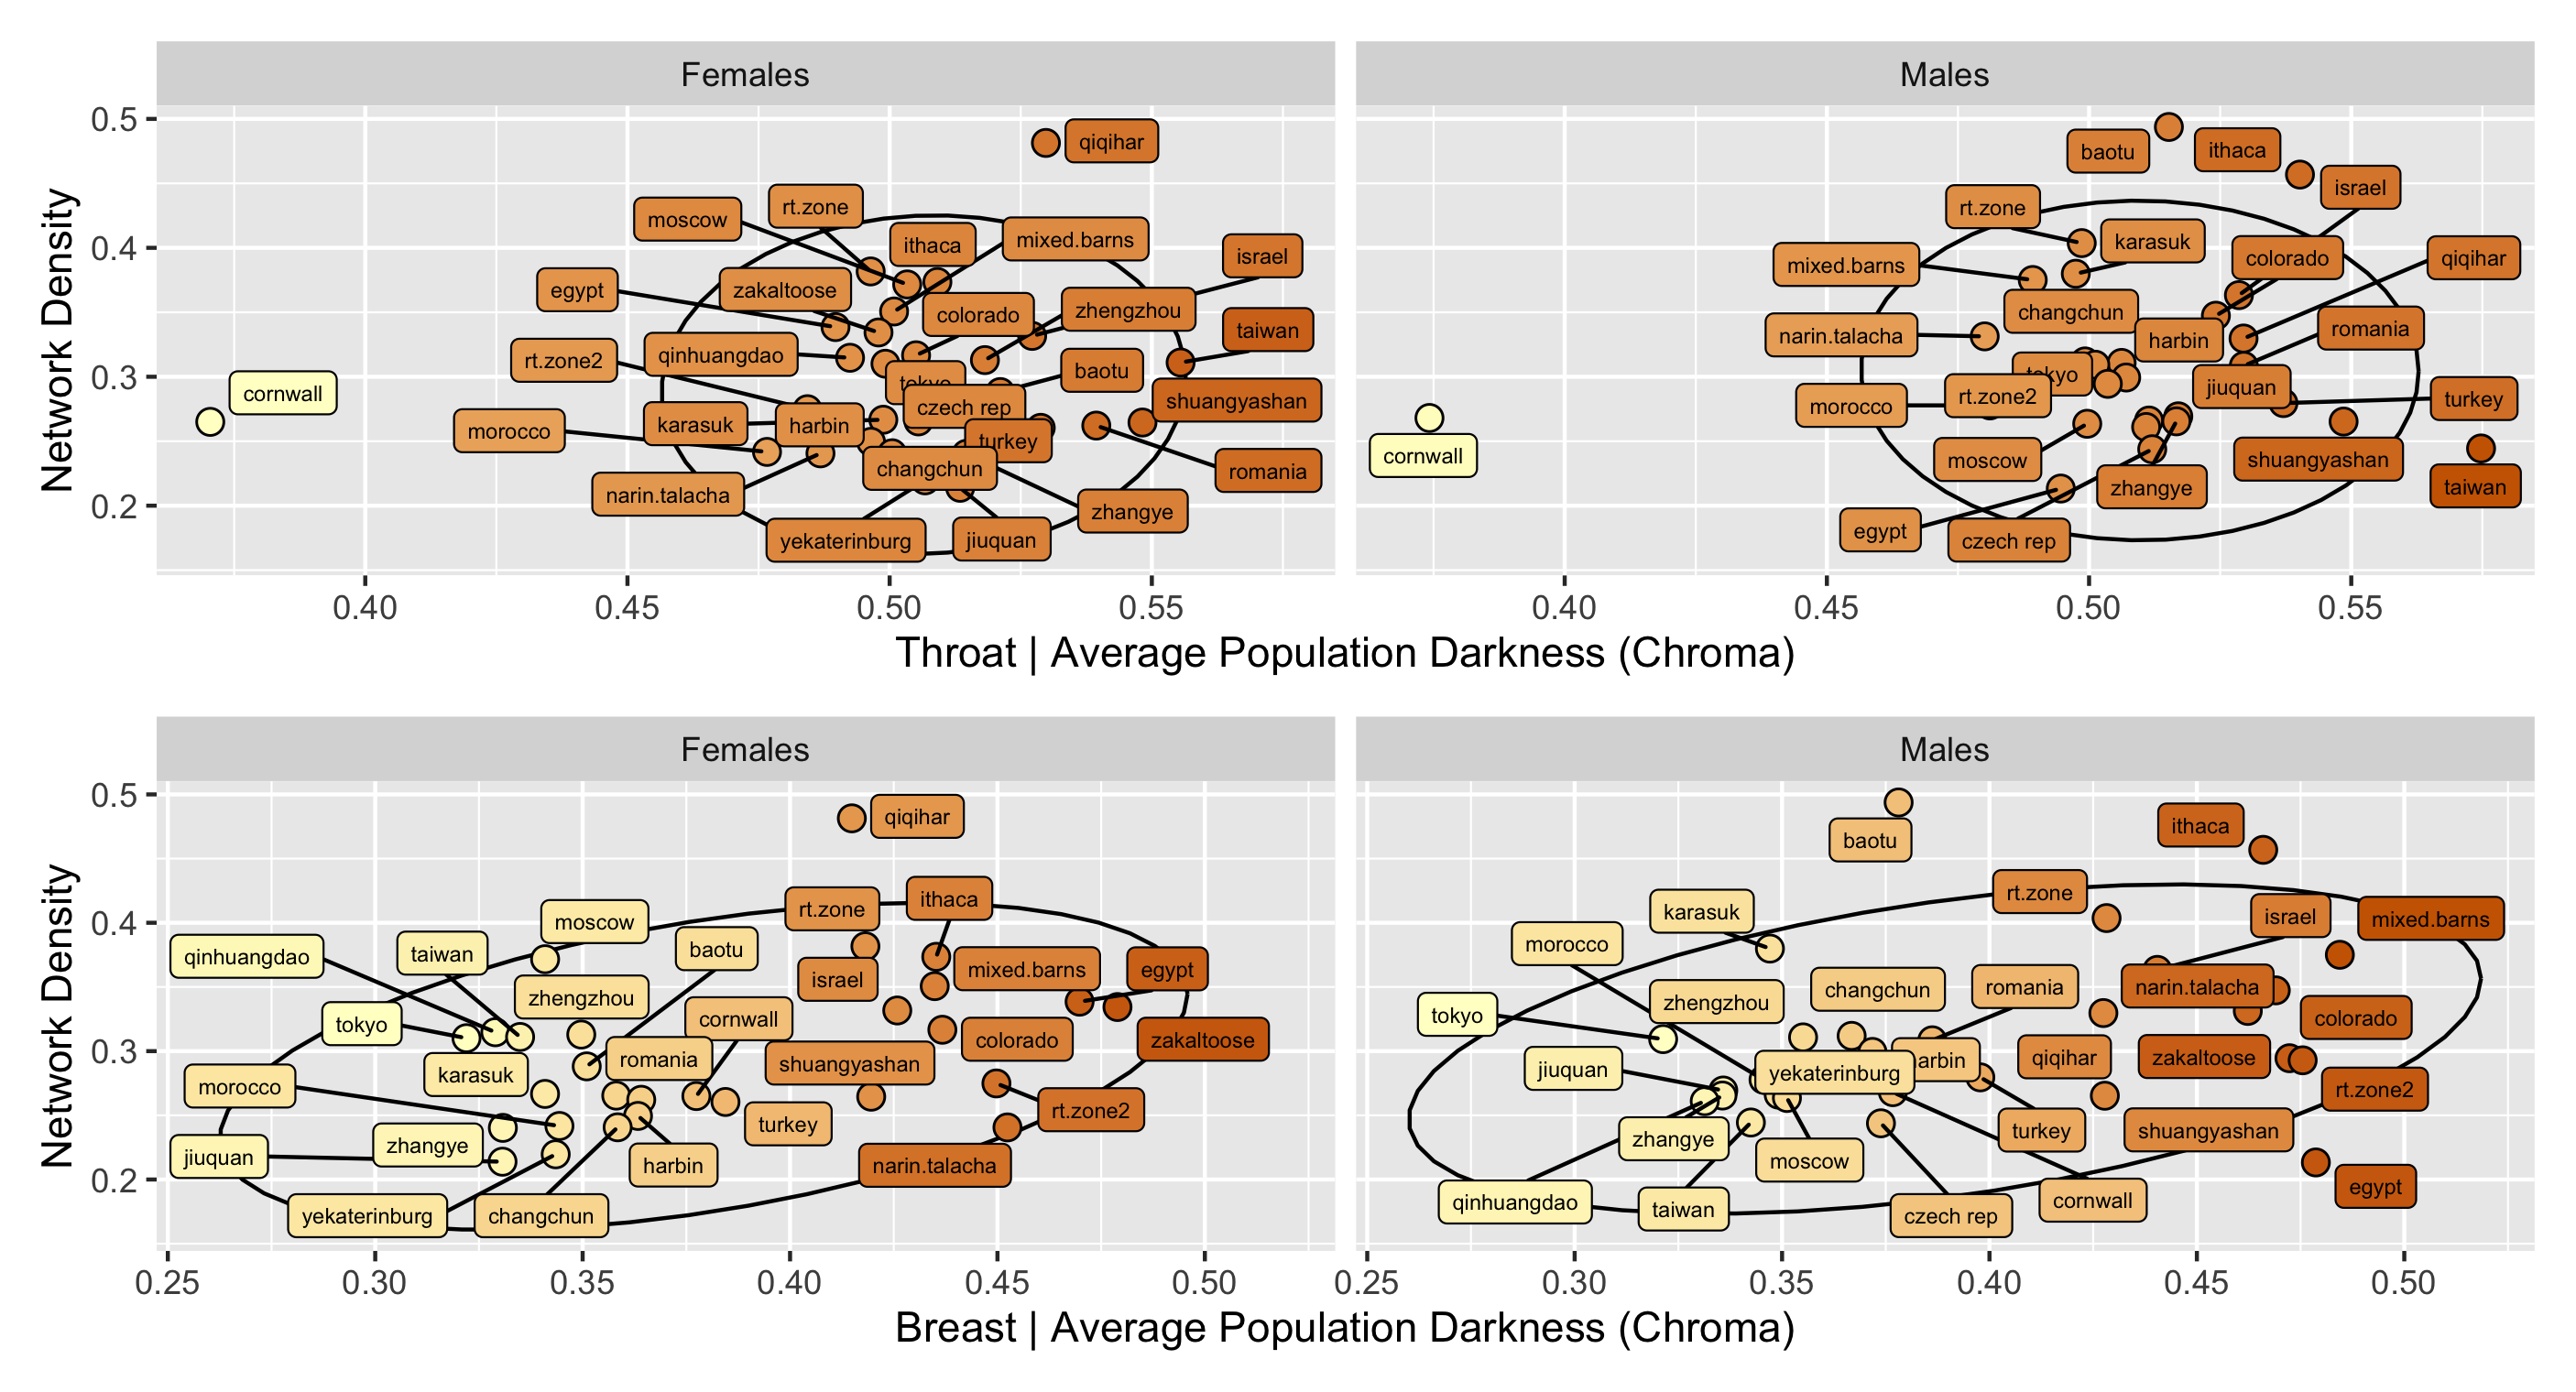 Females
Males
Network Density
0.5
0.4
0.3
0.2
qiqihar
rt.zone
moscow
ithaca
mixed.barns
israel
egypt
zakaltoose
colorado
zhengzhou
taiwan
rt.zone2
qinhuangdao
tokyo
baotu
cornwall
czech rep
shuangyashan
morocco
karasuk
harbin
turkey
romania
changchun
narin.talacha
zhangye
yekaterinburg
jiuquan
baotu
ithaca
israel
rt.zone
karasuk
colorado
qiqihar
mixed.barns
changchun
narin.talacha
harbin
romania
tokyo
jiuquan
morocco
rt.zone2
turkey
cornwall
moscow
zhangye
shuangyashan
taiwan
egypt
czech rep
0.40 0.45 0.50 0.55
0.40 0.45 0.50 0.55
Throat | Average Population Darkness (Chroma)
Females
Males
Network Density
0.5
0.4
0.3
0.2
qiqihar
moscow
rt.zone
ithaca
qinhuangdao
taiwan
baotu
israel
mixed.barns
egypt
zhengzhou
tokyo
cornwall
colorado
zakaltoose
karasuk
romania
shuangyashan
morocco
turkey
rt.zone2
jiuquan
zhangye
harbin
narin.talacha
yekaterinburg
changchun
baotu
ithaca
karasuk
rt.zone
israel
mixed.barns
morocco
tokyo
zhengzhou
changchun
romania
narin.talacha
colorado
jiuquan
yekaterinburg
harbin
qiqihar
zakaltoose
rt.zone2
zhangye
moscow
turkey
shuangyashan
qinhuangdao
taiwan
czech rep
cornwall
egypt
0.25 0.30 0.35 0.40 0.45 0.50
0.25 0.30 0.35 0.40 0.45 0.50
Breast | Average Population Darkness (Chroma)